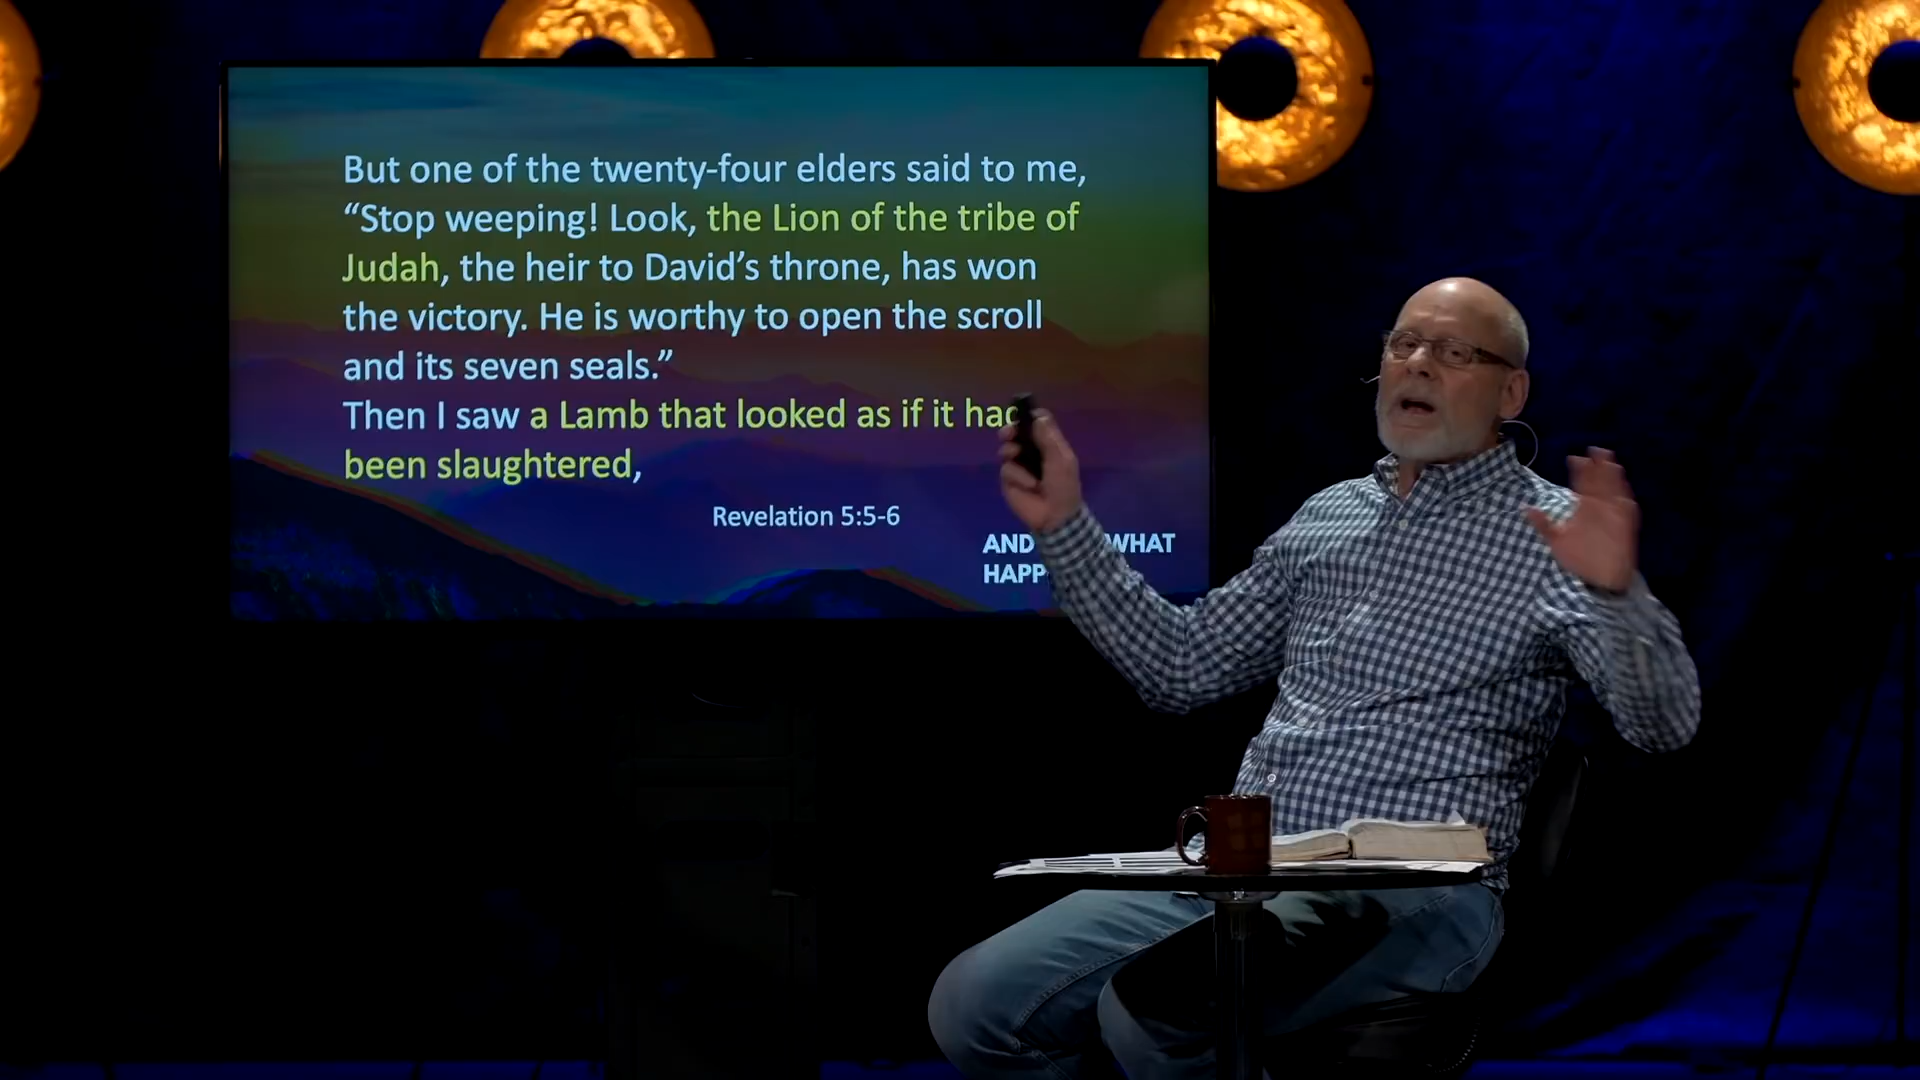 But one of the twenty-four elders said to me,
“Stop weeping! Look, the Lion of the tribe of
Judah, the heir to David’s throne, has won
the victory. He is worthy to open the scroll
and its seven seals.”
Then I saw a Lamb that looked as if it had
been slaughtered,
Revelation 5:5-6
AND WHAT